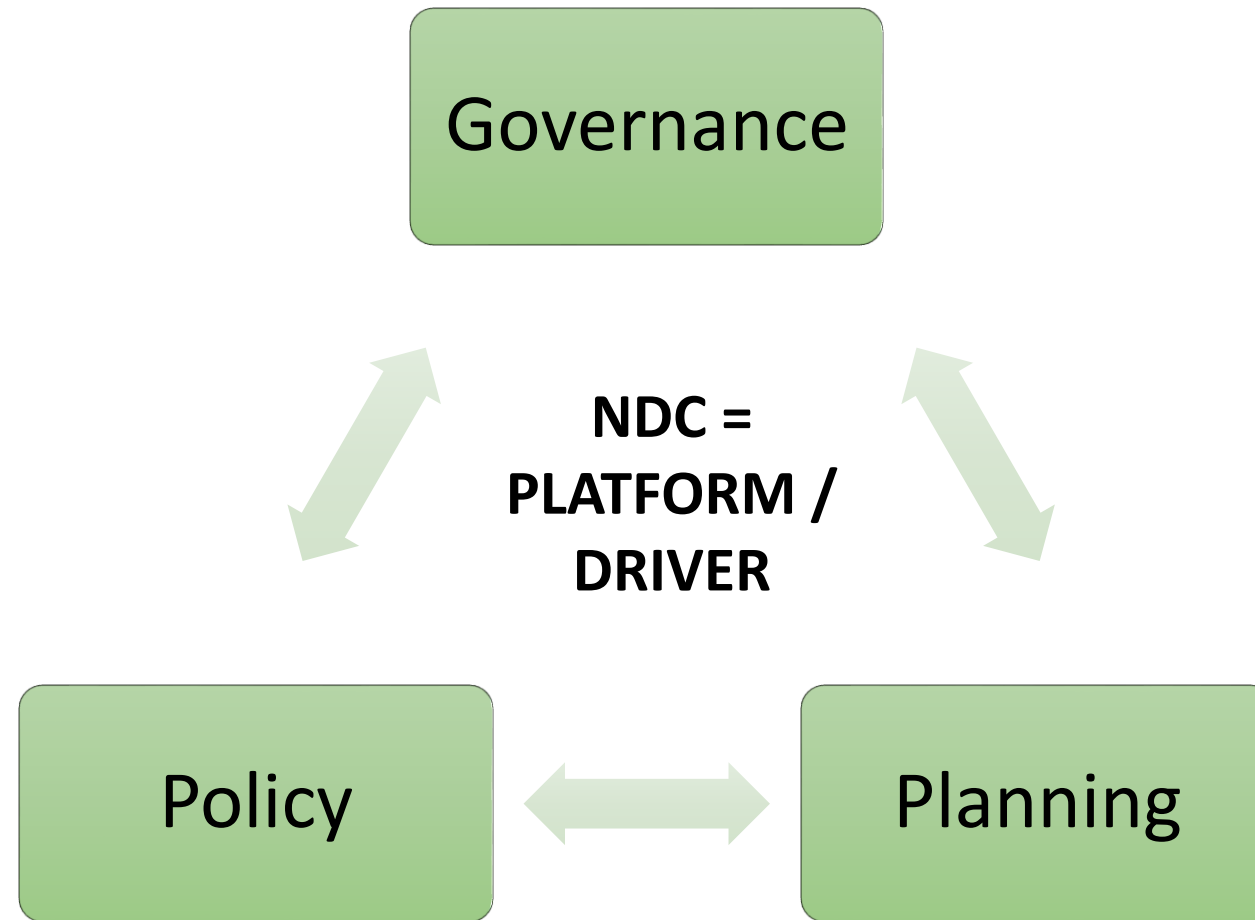 Governance
NDC =
PLATFORM /
DRIVER
Policy
Planning